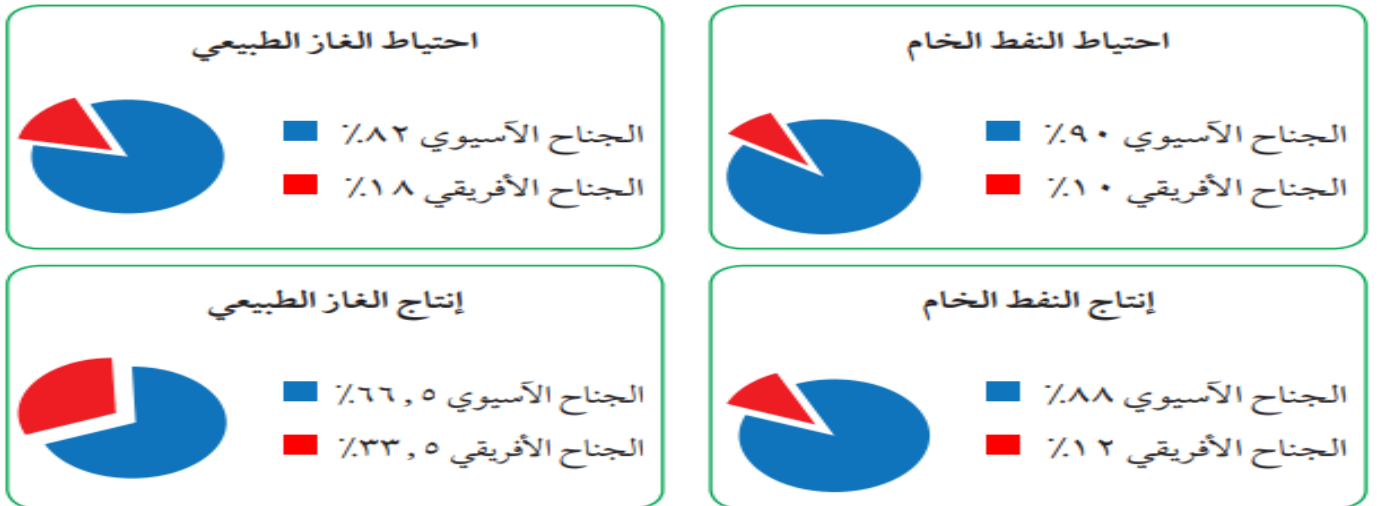 احتياط النفط الخام
الجناح الآسيوي ٩٠٪
الجناح الأفريقي ١٠٪
احتياط الغاز الطبيعي
الجناح الآسيوي ٨٢٪
الجناح الأفريقي ١٨٪
إنتاج النفط الخام
الجناح الآسيوي ٨٨٪
الجناح الأفريقي ١٢٪
إنتاج الغاز الطبيعي
الجناح الآسيوي ٦٦,٥٪
الجناح الأفريقي ٣٣,٥٪